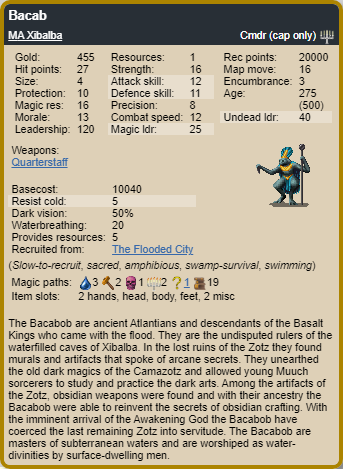 Bacab
MA Xibalba Cmdr (cap only)
Gold: 455 Resources: 1 Rec points: 20000
Hit points: 27 Strength: 16 Map move: 16
Size: 4 Attack skill: 12 Encumbrance: 3
Protection: 10 Defence skill: 11 Age: 275
Magic res: 16 Precision: 8 (500)
Morale: 13 Combat speed: 12 Undead ldr: 40
Leadership: 120 Magic ldr: 25
Weapons:
Quarterstaff
Basecost: 10040
Resist cold: 5
Dark vision: 50%
Waterbreathing: 20
Provides resources: 5
Recruited from: The Flooded City
(Slow-to-recruit, sacred, amphibious, swamp-survival, swimming)
Magic paths: 3 2 1 2 1 19
Item slots: 2 hands, head, body, feet, 2 misc
The Bacabob are ancient Atlantians and descendants of the Basalt
Kings who came with the flood. They are the undisputed rulers of the
waterfilled caves of Xibalba. In the lost ruins of the Zotz they found
murals and artifacts that spoke of arcane secrets. They unearthed
the old dark magics of the Camazotz and allowed young Muuch
sorcerers to study and practice the dark arts. Among the artifacts of
the Zotz, obsidian weapons were found and with their ancestry the
Bacabob were able to reinvent the secrets of obsidian crafting. With
the imminent arrival of the Awakening God the Bacabob have
coerced the last remaining Zotz into servitude. The Bacabob are
masters of subterranean waters and are worshiped as water-
divinities by surface-dwelling men.